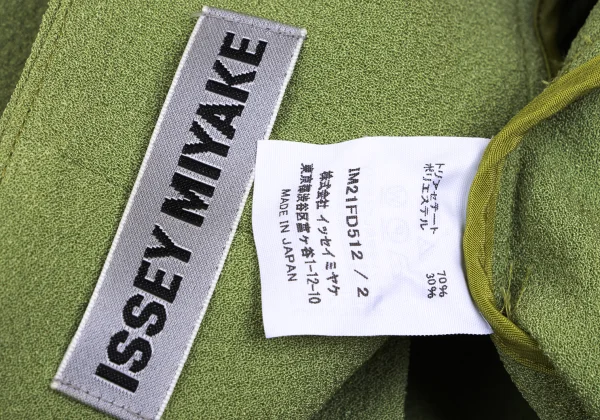 ISSEY MIYAKE
トリアセテート 70%
ポリエステル 30%
IM21FD512 / 2
株式会社 イッセイ ミヤケ
東京都渋谷区富ヶ谷1-12-10
MADE IN JAPAN